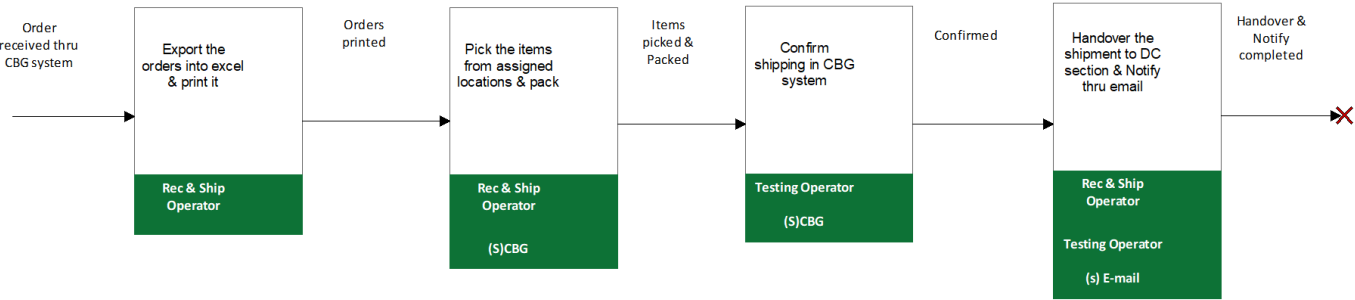 Order
received thru
CBG system
Export the
orders into excel
& print it
Rec & Ship
Operator
Orders
printed
Pick the items
from assigned
locations & pack
Rec & Ship
Operator
(S)CBG
Items
picked &
Packed
Confirm
shipping in CBG
system
Testing Operator
(S)CBG
Confirmed
Handover the
shipment to DC
section & Notify
thru email
Rec & Ship
Operator
Testing Operator
(s) E-mail
Handover &
Notify
completed